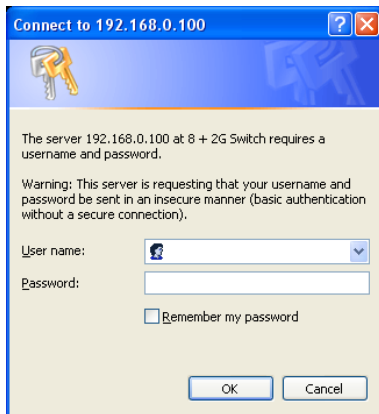 Connect to 192.168.0.100
The server 192.168.0.100 at 8 + 2G Switch requires a
username and password.
Warning: This server is requesting that your username and
password be sent in an insecure manner (basic authentication
without a secure connection).
User name:
Password:
Remember my password
OK Cancel